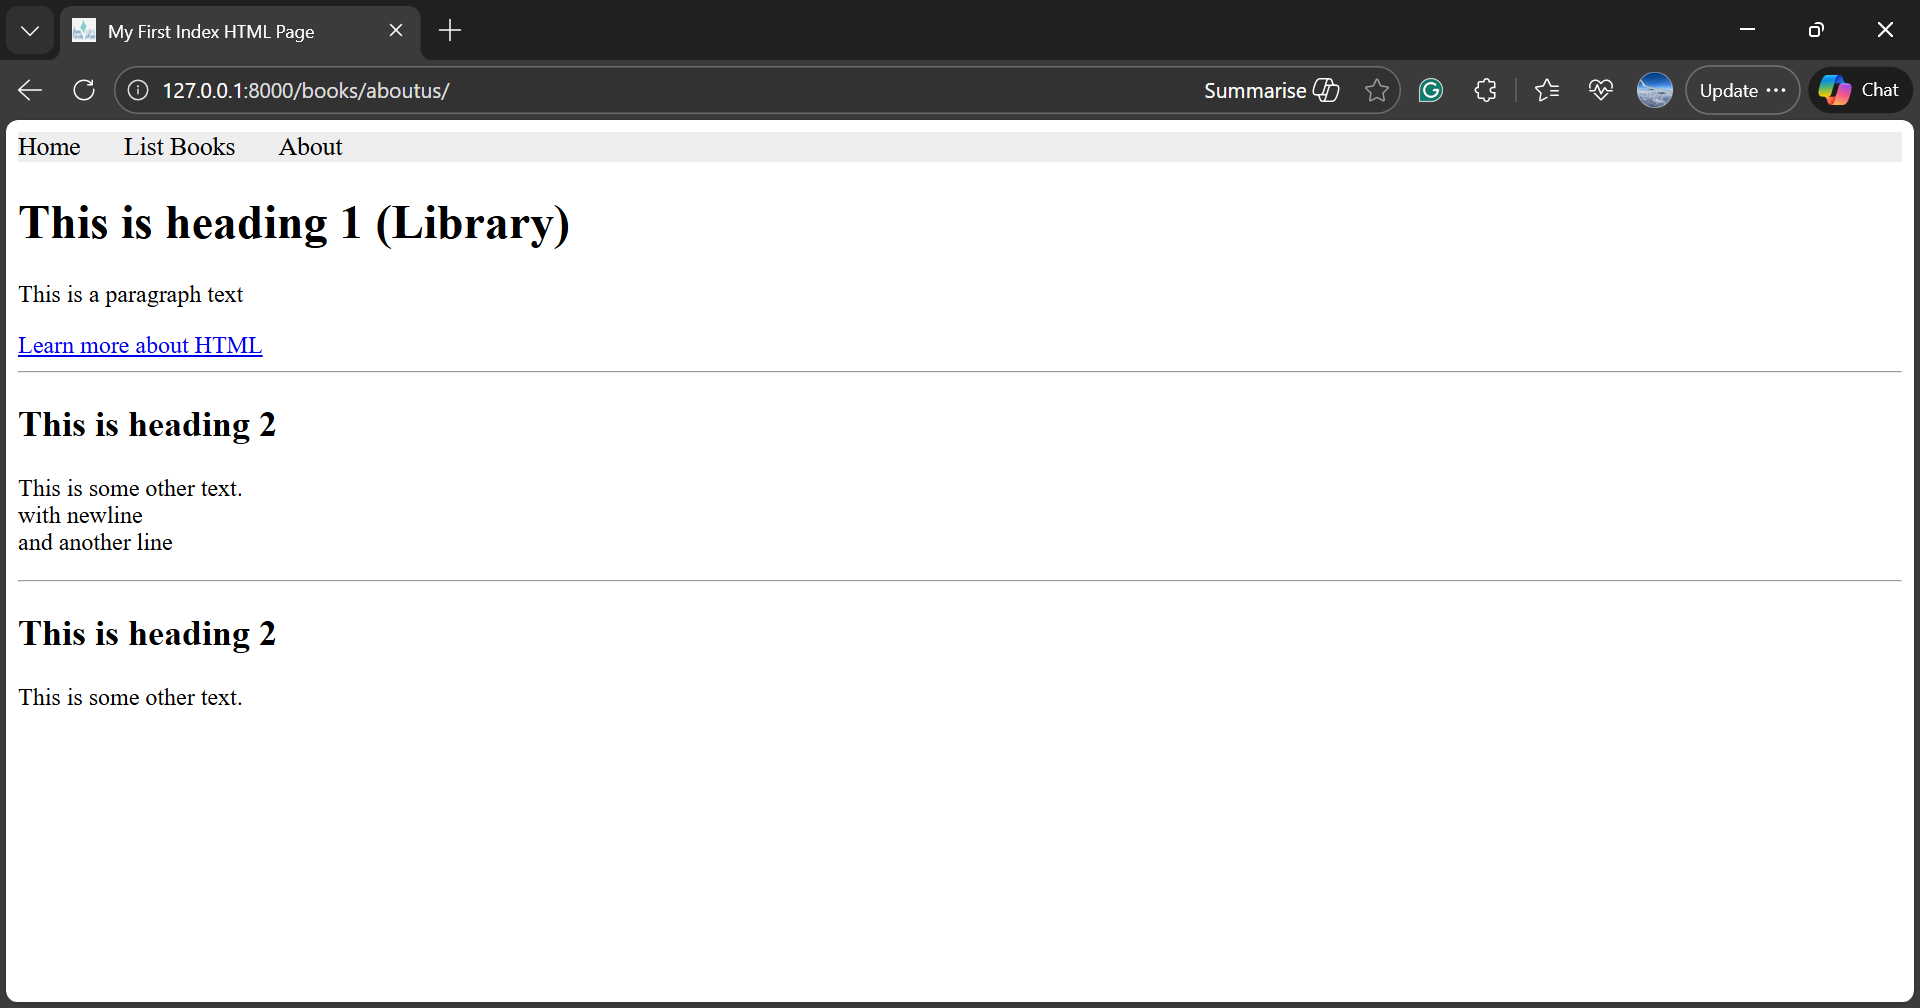 My First Index HTML Page
127.0.0.1:8000/books/aboutus/ Summarise Update Chat
Home List Books About
This is heading 1 (Library)
This is a paragraph text
Learn more about HTML
This is heading 2
This is some other text.
with newline
and another line
This is heading 2
This is some other text.